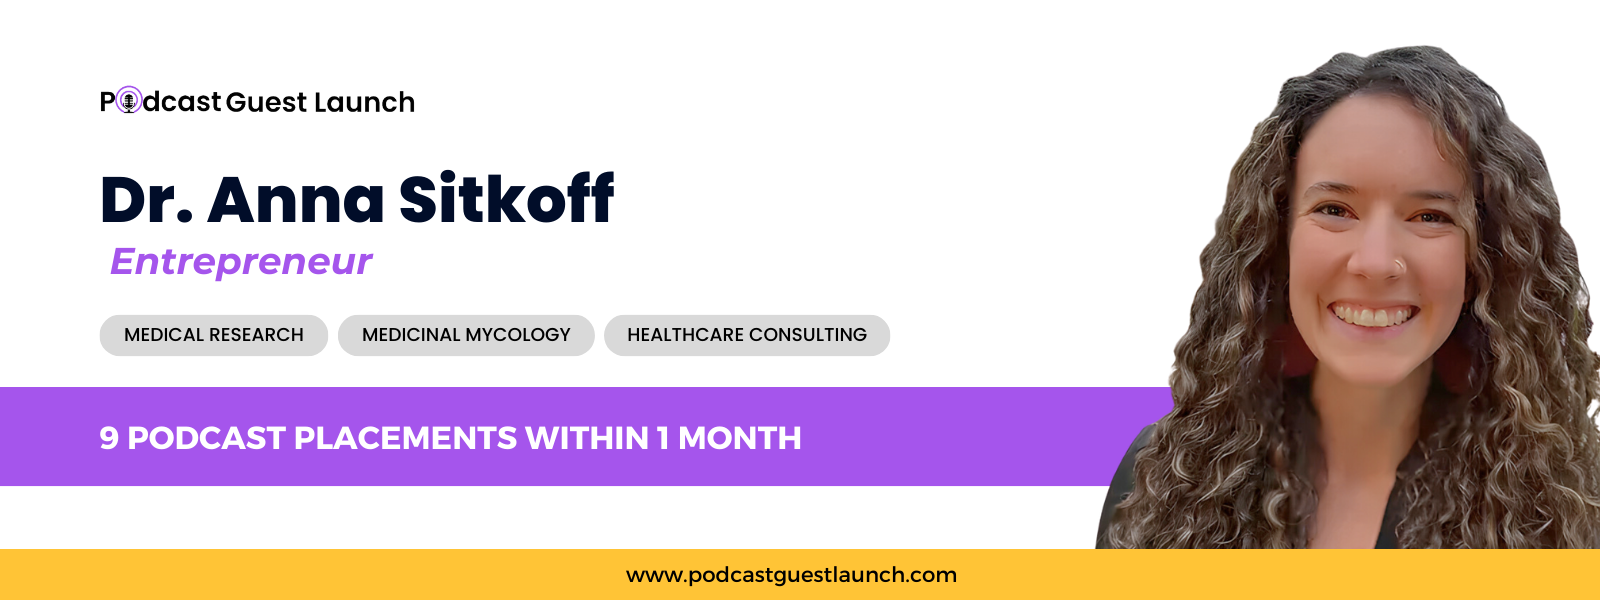 Podcast Guest Launch
Dr. Anna Sitkoff
Entrepreneur
MEDICAL RESEARCH MEDICINAL MYCOLOGY HEALTHCARE CONSULTING
9 PODCAST PLACEMENTS WITHIN 1 MONTH
www.podcastguestlaunch.com